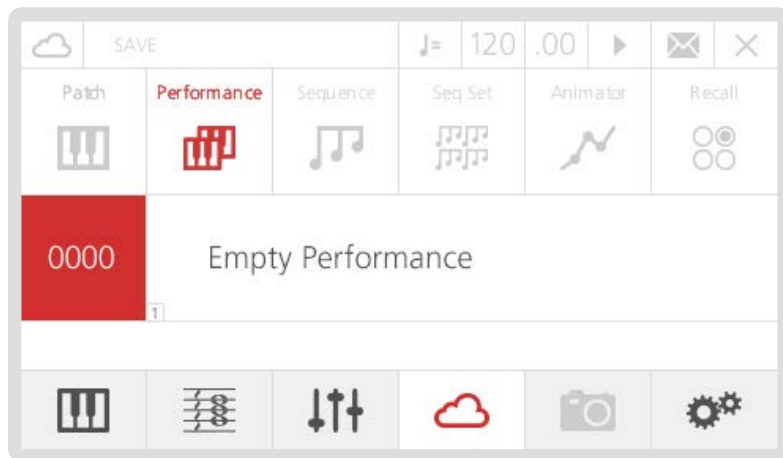 SAVE ♩= 120 .00
Patch Performance Sequence Seq Set Animator Recall
0000 Empty Performance
1